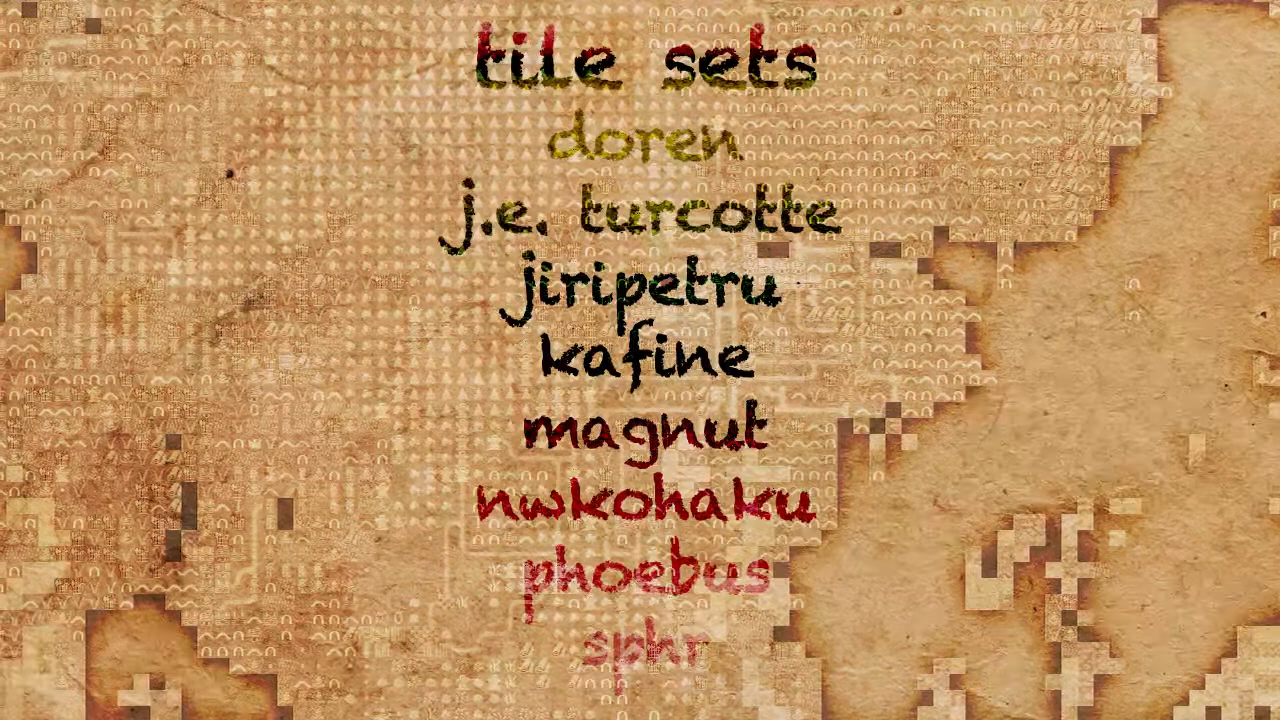 tile sets
doren
j.e. turcotte
jiripetru
kafine
magnut
nwkohaku
phoebus
sphr